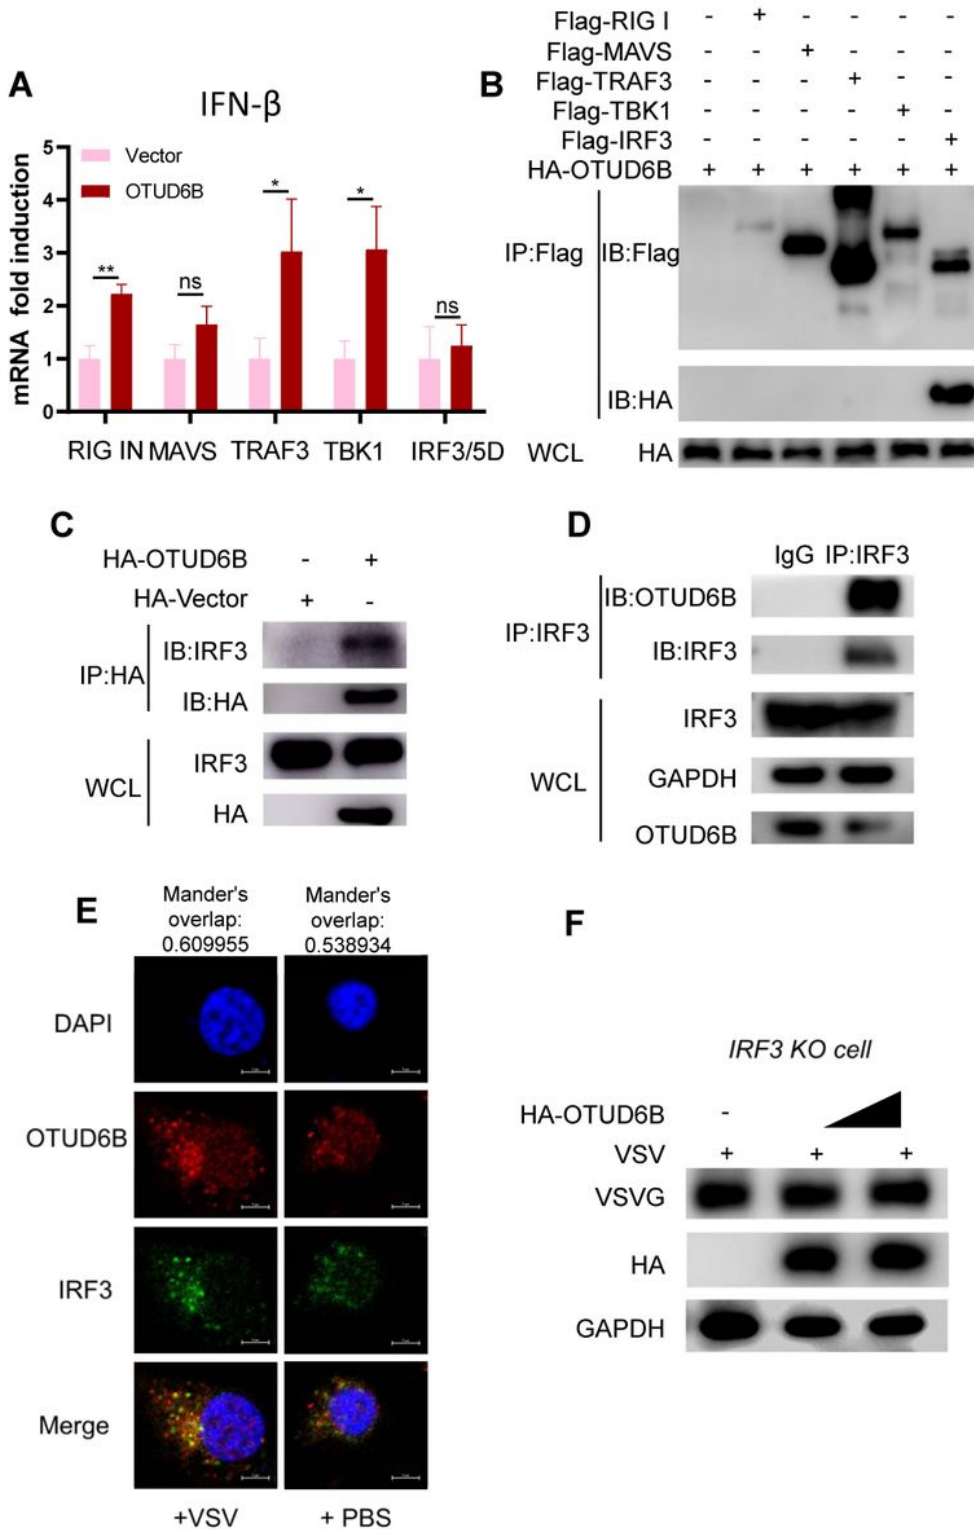 A
IFN-β
mRNA fold induction
5
4
3
2
1
0
Vector
OTUD6B
** ns * * ns
RIG IN MAVS TRAF3 TBK1 IRF3/5D
B
Flag-RIG I - + - - - -
Flag-MAVS - - + - - -
Flag-TRAF3 - - - + - -
Flag-TBK1 - - - - + -
Flag-IRF3 - - - - - +
HA-OTUD6B + + + + + +
IP:Flag IB:Flag
IB:HA
WCL HA
C
HA-OTUD6B - +
HA-Vector + -
IP:HA IB:IRF3
IB:HA
WCL IRF3
HA
D
IgG IP:IRF3
IP:IRF3 IB:OTUD6B
IB:IRF3
WCL IRF3
GAPDH
OTUD6B
E
Mander's
overlap:
0.609955
Mander's
overlap:
0.538934
DAPI
OTUD6B
IRF3
Merge
+VSV + PBS
F
IRF3 KO cell
HA-OTUD6B -
VSV + + +
VSVG
HA
GAPDH